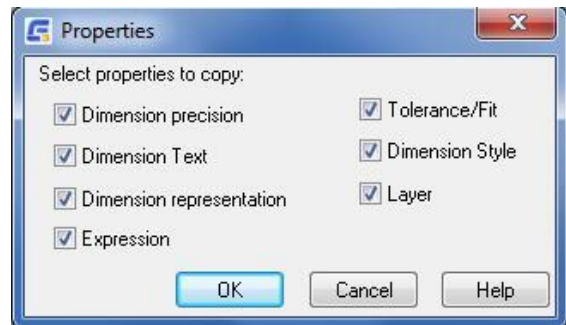 Properties
Select properties to copy:
Dimension precision
Tolerance/Fit
Dimension Text
Dimension Style
Dimension representation
Layer
Expression
OK Cancel Help